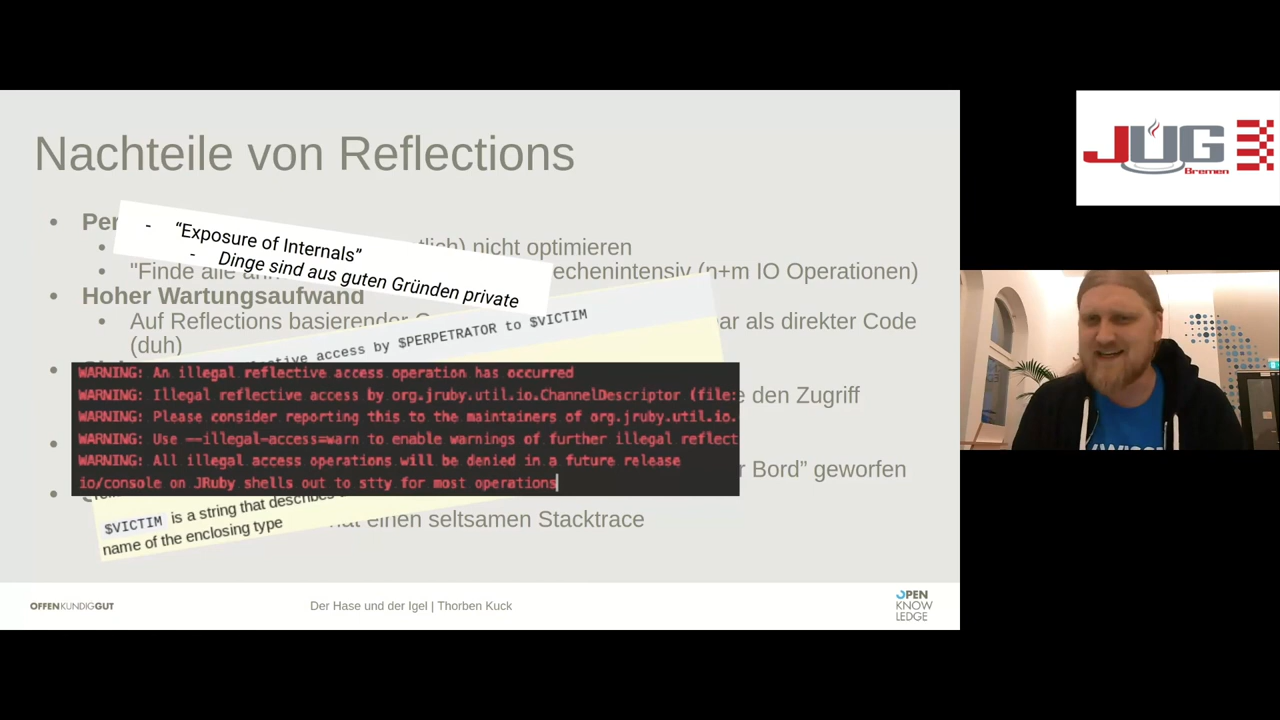 Nachteile von Reflections
JUG
Bremen
Per
“Exposure of Internals”
tlich) nicht optimieren
Dinge sind aus guten Gründen private
"Finde alle echenintensiv (n+m IO Operationen)
Hoher Wartungsaufwand
Auf Reflections basierender ar als direkter Code
(duh)
ctive access by $PERPETRATOR to $VICTIM
WARNING: An illegal reflective access operation has occurred
WARNING: Illegal reflective access by org.jruby.util.io.ChannelDescriptor (file:
e den Zugriff
WARNING: Please consider reporting this to the maintainers of org.jruby.util.io.
WARNING: Use --illegal-access=warn to enable warnings of further illegal reflect
WARNING: All illegal access operations will be denied in a future release
r Bord” geworfen
io/console on JRuby shells out to stty for most operations
$VICTIM is a string that describes
name of the enclosing type
hat einen seltsamen Stacktrace
OFFENKUNDIGGUT
Der Hase und der Igel | Thorben Kuck
OPEN
KNOW
LEDGE